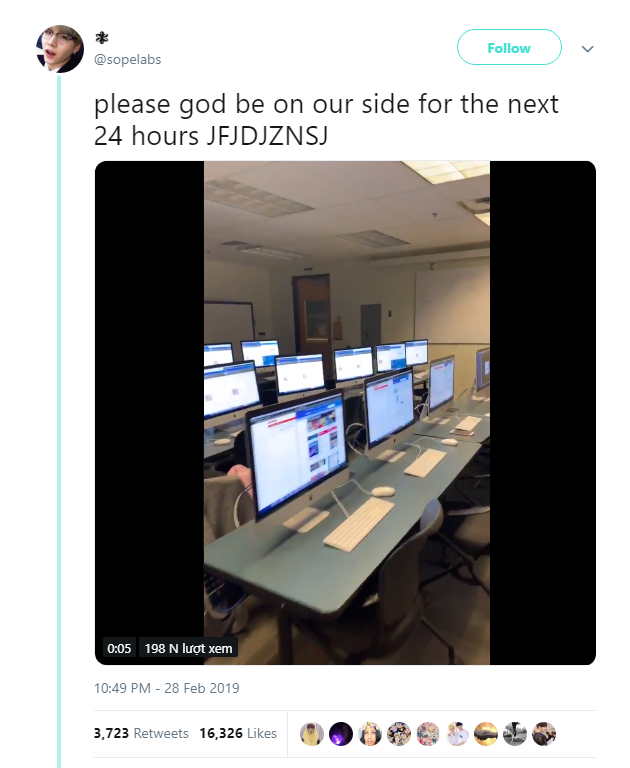 @sopelabs
Follow
please god be on our side for the next
24 hours JFJDJZNSJ
0:05 198 N lượt xem
10:49 PM - 28 Feb 2019
3,723 Retweets 16,326 Likes